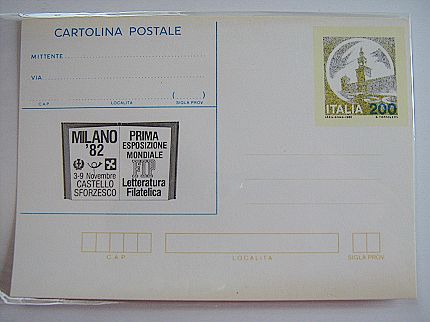 CARTOLINA POSTALE
MITTENTE
VIA
(......)
C.A.P. LOCALITÀ SIGLA PROV.
ITALIA 200
MILANO
'82
3-9 Novembre
CASTELLO
SFORZESCO
PRIMA
ESPOSIZIONE
MONDIALE
FIP
Letteratura
Filatelica
C.A.P. LOCALITÀ SIGLA PROV.